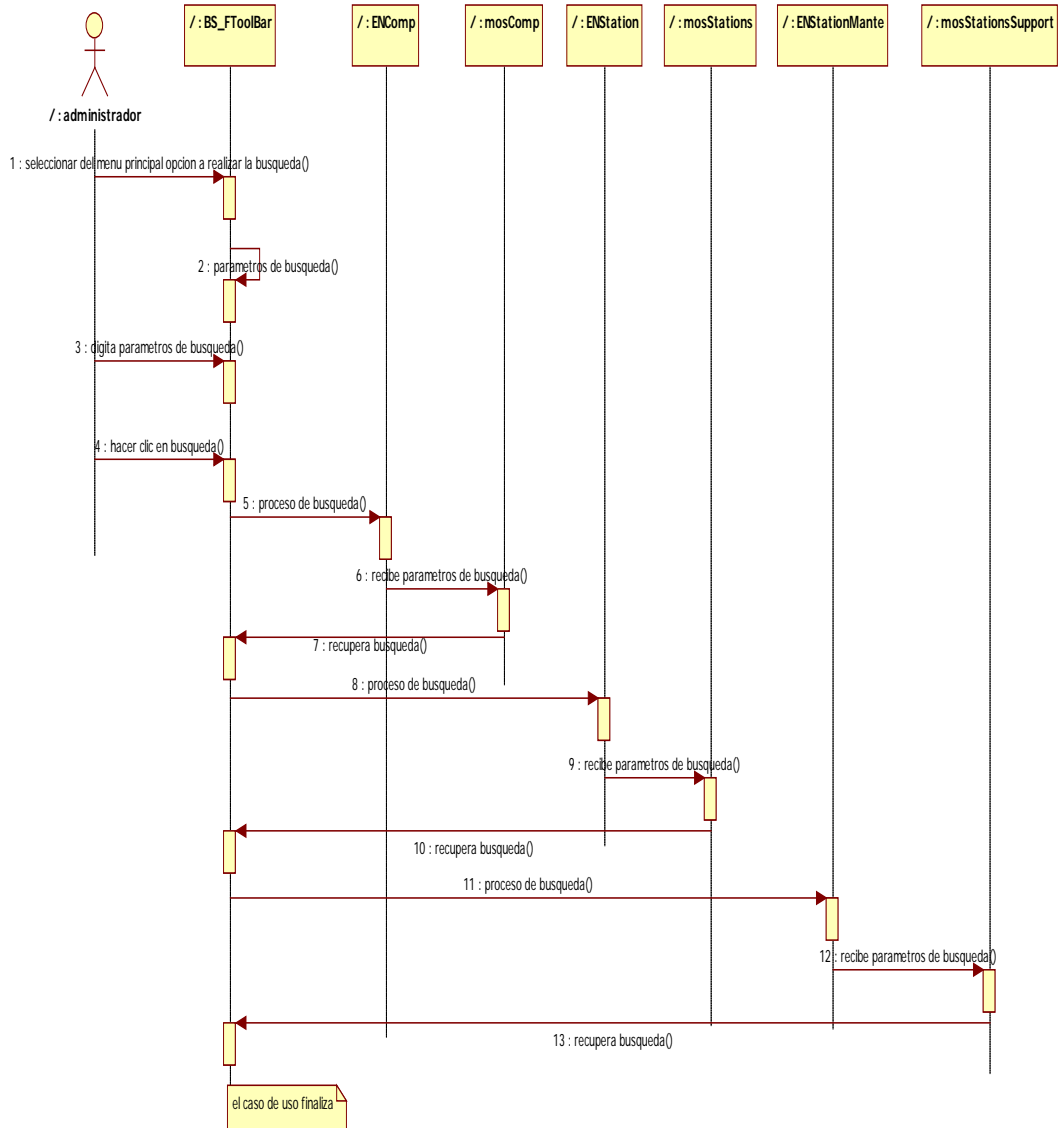 / : BS_FToolBar
/ : ENComp
/ : mosComp
/ : ENStation
/ : mosStations
/ : ENStationMante
/ : mosStationsSupport
/ : administrador
1 : seleccionar del menu principal opcion a realizar la busqueda()
2 : parametros de busqueda()
3 : digita parametros de busqueda()
4 : hacer clic en busqueda()
5 : proceso de busqueda()
6 : recibe parametros de busqueda()
7 : recupera busqueda()
8 : proceso de busqueda()
9 : recibe parametros de busqueda()
10 : recupera busqueda()
11 : proceso de busqueda()
12 : recibe parametros de busqueda()
13 : recupera busqueda()
el caso de uso finaliza